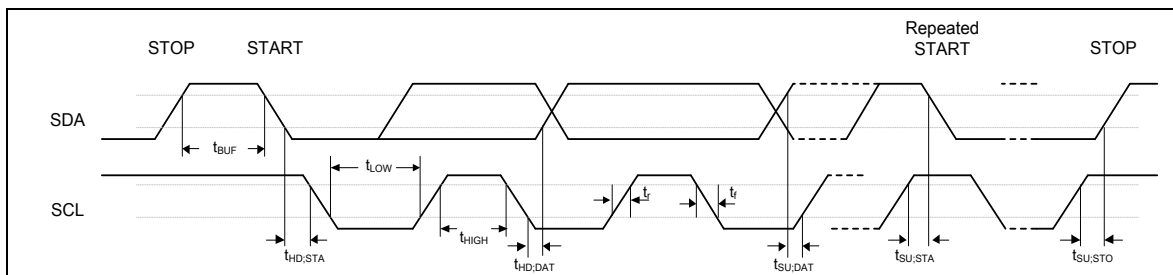 Repeated
STOP START START STOP
SDA
tBUF
tLOW
SCL
tr tf
tHIGH
tHD;STA tHD;DAT tSU;DAT tSU;STA tSU;STO